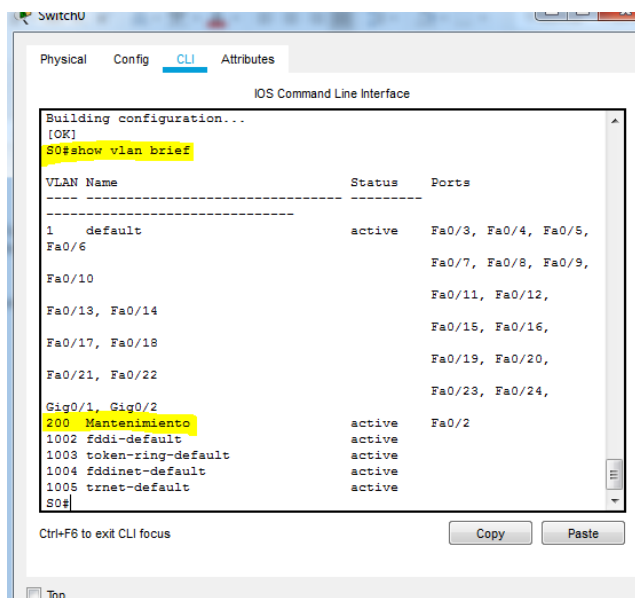 Switch0
Physical Config CLI Attributes
IOS Command Line Interface
Building configuration...
[OK]
S0#show vlan brief
VLAN Name Status Ports
---- -------------------------------- ---------
-------------------------------
1 default active Fa0/3, Fa0/4, Fa0/5,
Fa0/6
Fa0/7, Fa0/8, Fa0/9,
Fa0/10
Fa0/11, Fa0/12,
Fa0/13, Fa0/14
Fa0/15, Fa0/16,
Fa0/17, Fa0/18
Fa0/19, Fa0/20,
Fa0/21, Fa0/22
Fa0/23, Fa0/24,
Gig0/1, Gig0/2
200 Mantenimiento active Fa0/2
1002 fddi-default active
1003 token-ring-default active
1004 fddinet-default active
1005 trnet-default active
S0#
Ctrl+F6 to exit CLI focus Copy Paste
Top